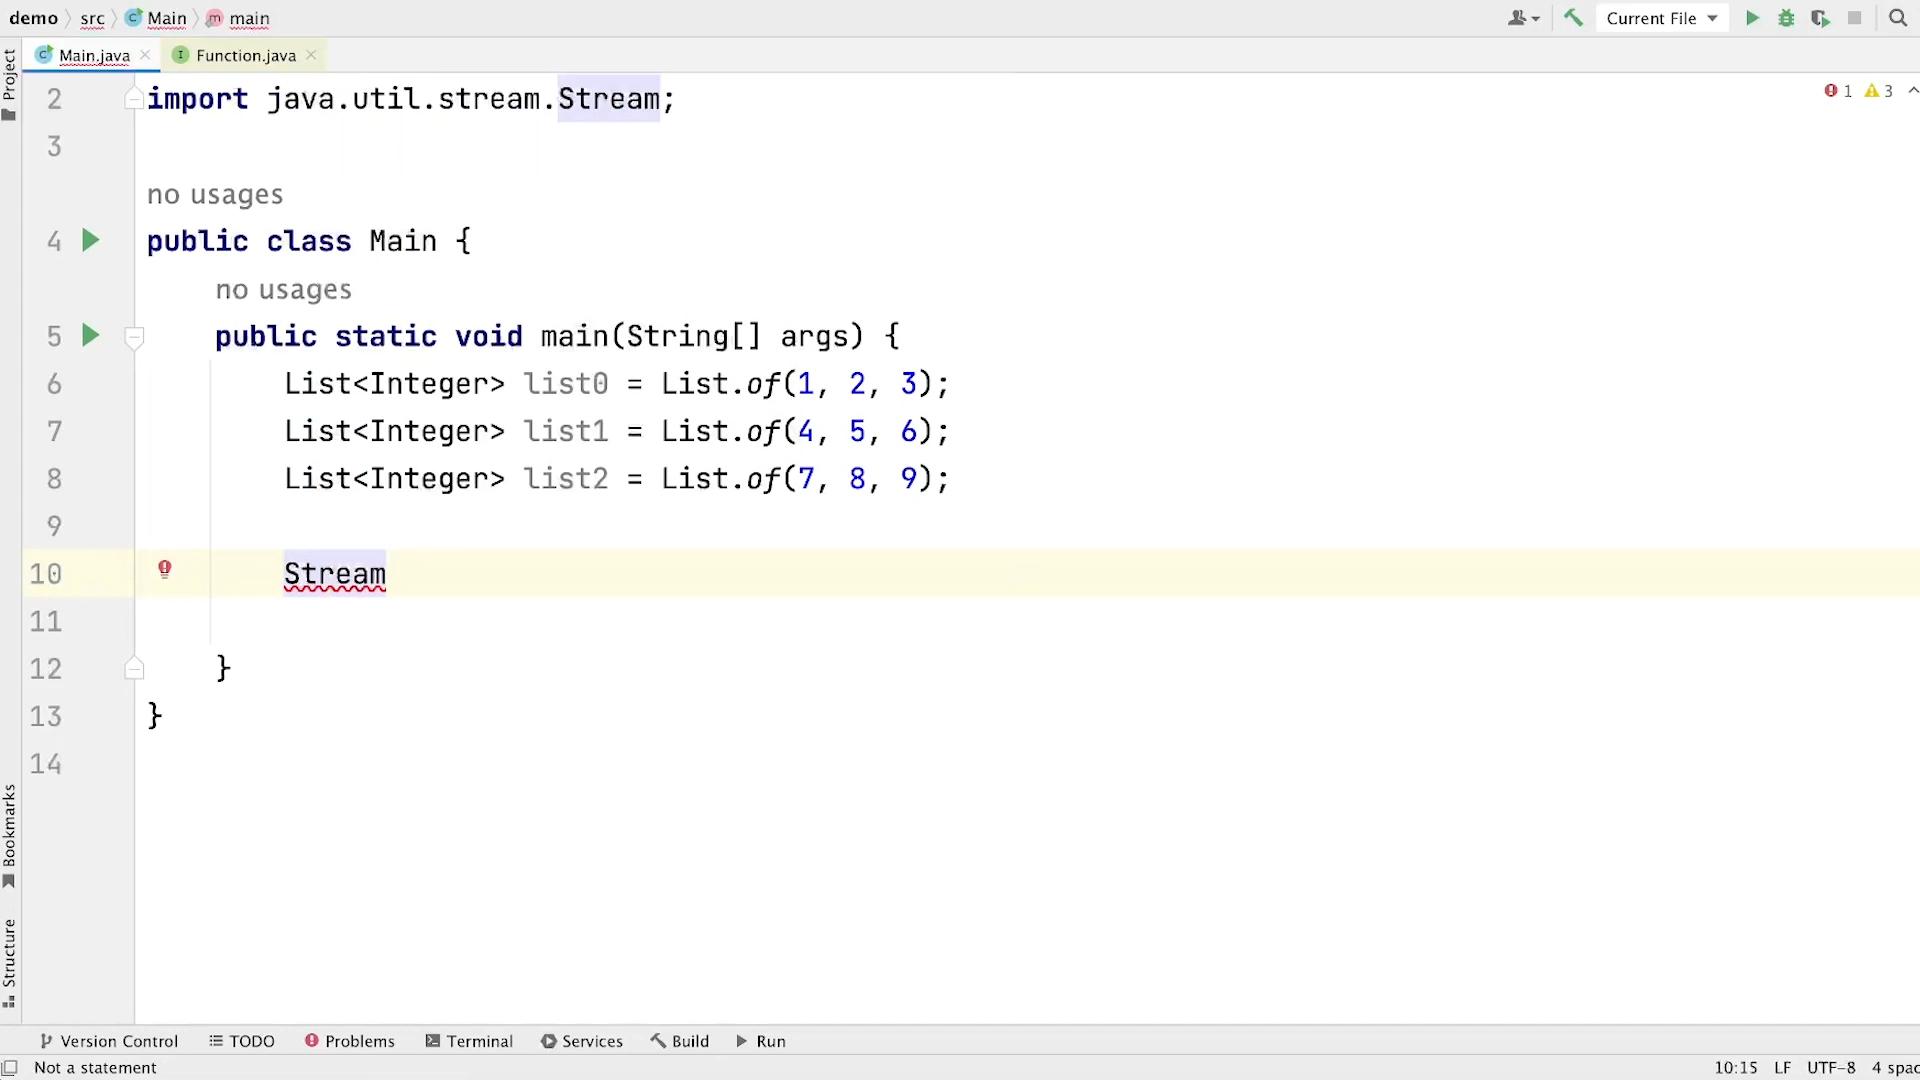 demo src Main main Current File
Main.java Function.java
Project
2 import java.util.stream.Stream; 1 3
3
no usages
4 public class Main {
no usages
5 public static void main(String[] args) {
6 List<Integer> list0 = List.of(1, 2, 3);
7 List<Integer> list1 = List.of(4, 5, 6);
8 List<Integer> list2 = List.of(7, 8, 9);
9
10 Stream
11
12 }
13 }
14
Bookmarks
Structure
Version Control TODO Problems Terminal Services Build Run
Not a statement 10:15 LF UTF-8 4 spac